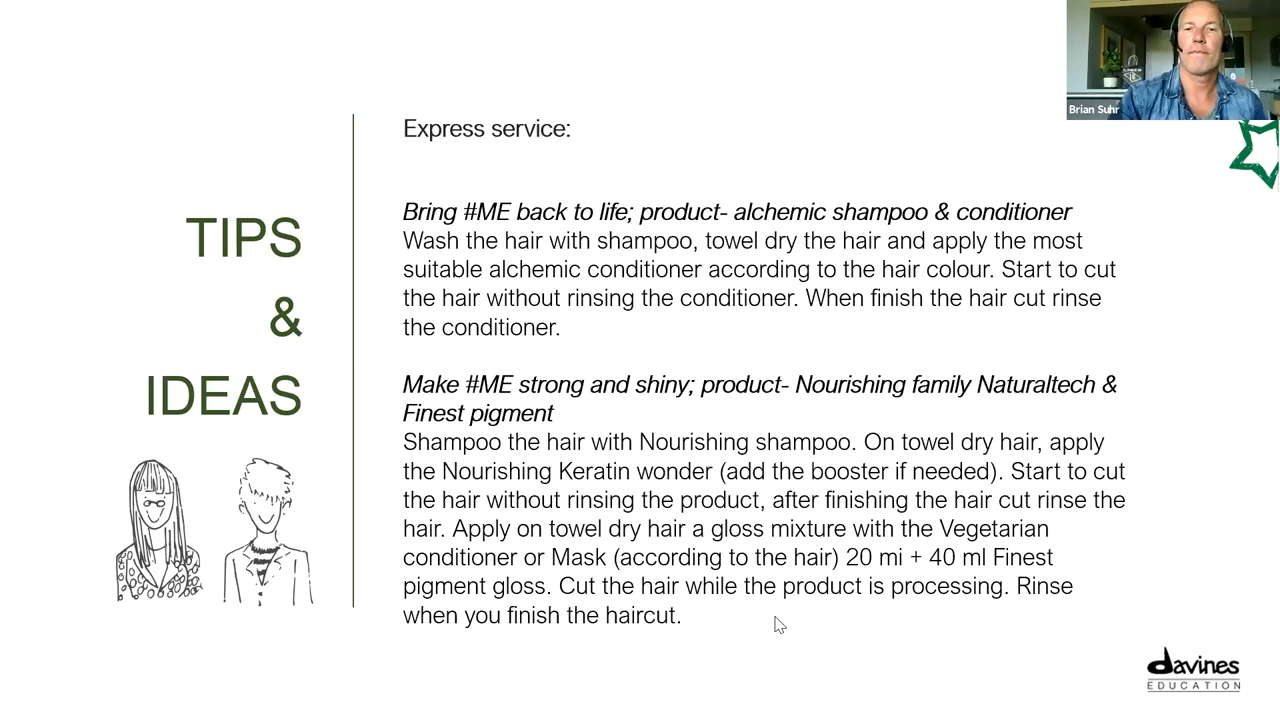 Brian Suhr
Express service:
TIPS
&
IDEAS
Bring #ME back to life; product- alchemic shampoo & conditioner
Wash the hair with shampoo, towel dry the hair and apply the most
suitable alchemic conditioner according to the hair colour. Start to cut
the hair without rinsing the conditioner. When finish the hair cut rinse
the conditioner.
Make #ME strong and shiny; product- Nourishing family Naturaltech &
Finest pigment
Shampoo the hair with Nourishing shampoo. On towel dry hair, apply
the Nourishing Keratin wonder (add the booster if needed). Start to cut
the hair without rinsing the product, after finishing the hair cut rinse the
hair. Apply on towel dry hair a gloss mixture with the Vegetarian
conditioner or Mask (according to the hair) 20 mi + 40 ml Finest
pigment gloss. Cut the hair while the product is processing. Rinse
when you finish the haircut.
davines
EDUCATION